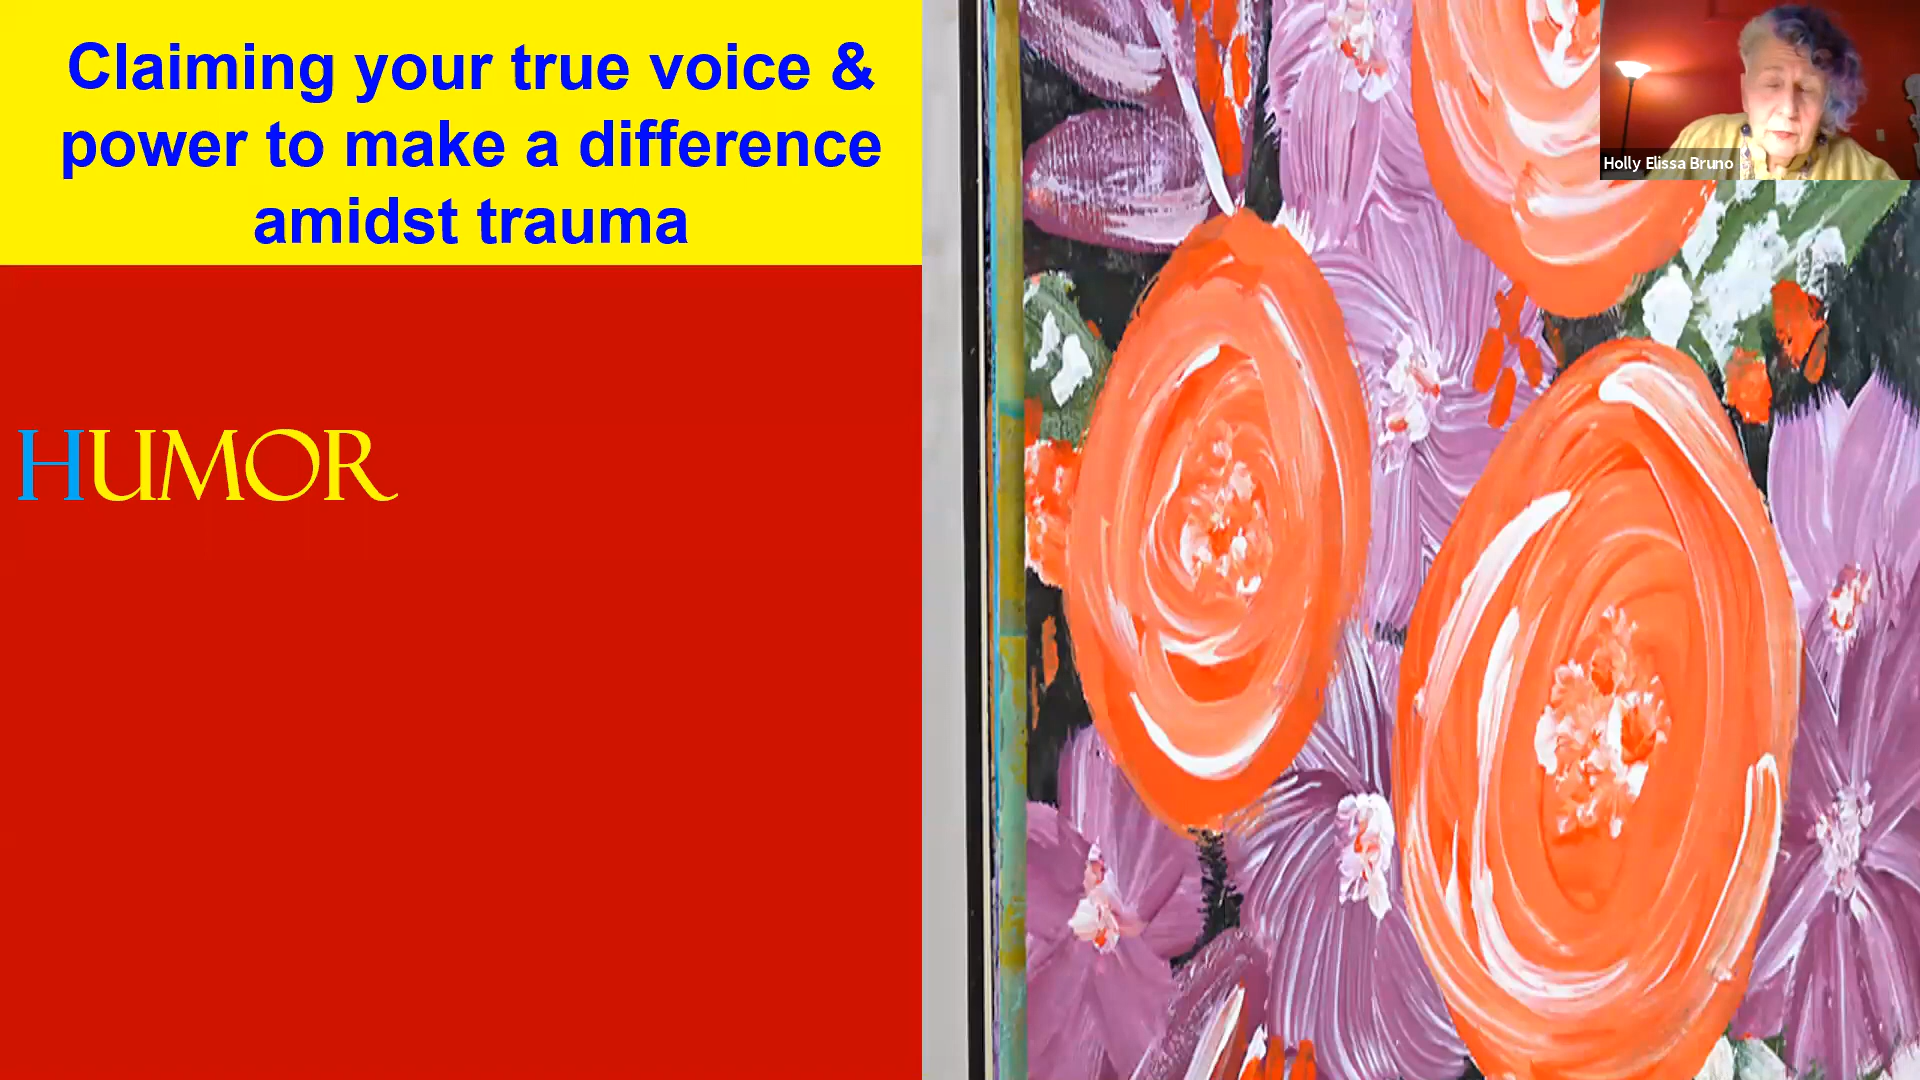 Claiming your true voice &
power to make a difference
amidst trauma
HUMOR
Holly Elissa Bruno